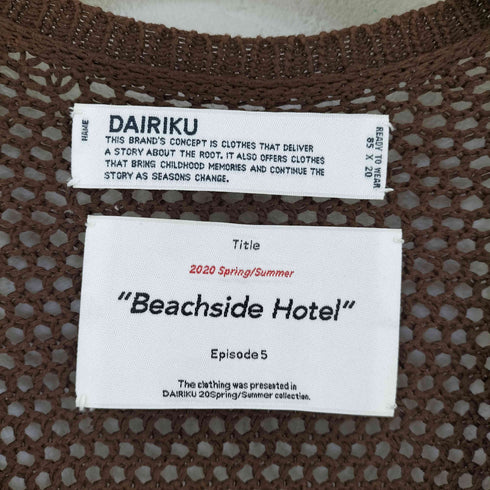 NAME
DAIRIKU
THIS BRAND'S CONCEPT IS CLOTHES THAT DELIVER
A STORY ABOUT THE ROOT. IT ALSO OFFERS CLOTHES
THAT BRING CHILDHOOD MEMORIES AND CONTINUE THE
STORY AS SEASONS CHANGE.
READY TO WEAR
85 X 20
Title
2020 Spring/Summer
"Beachside Hotel"
Episode 5
The clothing was presented in
DAIRIKU 20Spring/Summer collection.